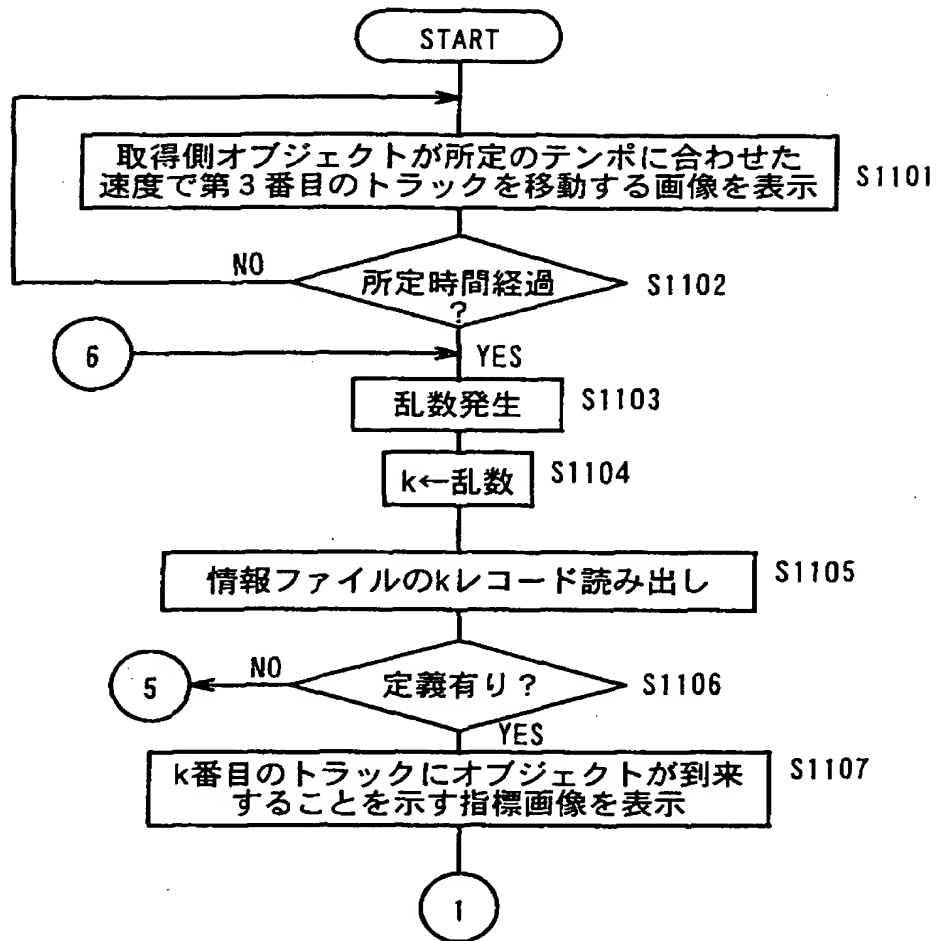 START
取得側オブジェクトが所定のテンポに合わせた
速度で第3番目のトラックを移動する画像を表示
S1101
NO
所定時間経過
?
S1102
6
YES
乱数発生
S1103
k←乱数
S1104
情報ファイルのkレコード読み出し
S1105
5
NO
定義有り?
S1106
YES
k番目のトラックにオブジェクトが到来
することを示す指標画像を表示
S1107
1